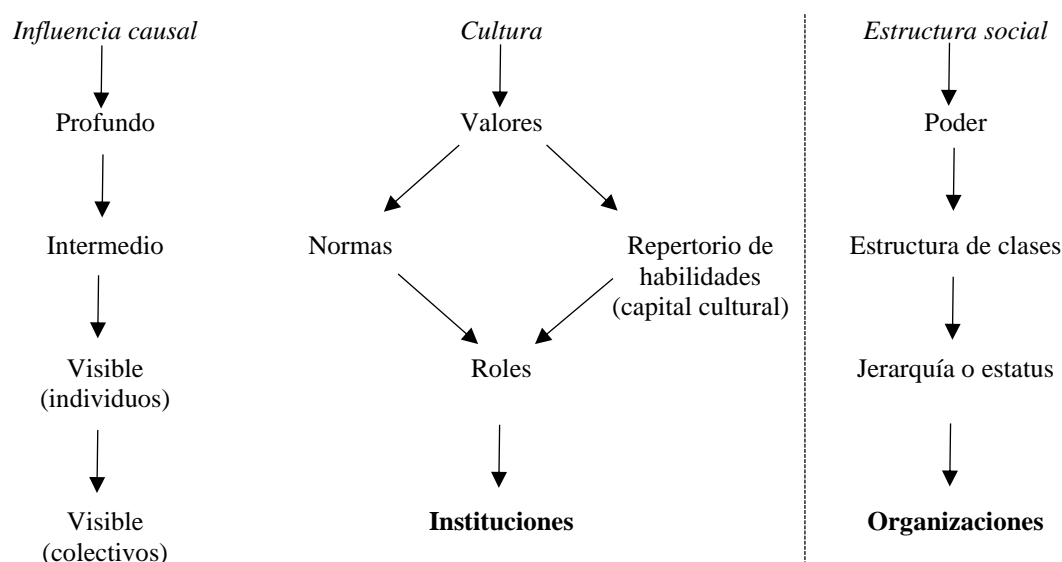 Influencia causal
Cultura
Estructura social
Profundo
Valores
Poder
Intermedio
Normas
Repertorio de
habilidades
(capital cultural)
Estructura de clases
Visible
(individuos)
Roles
Jerarquía o estatus
Visible
(colectivos)
Instituciones
Organizaciones